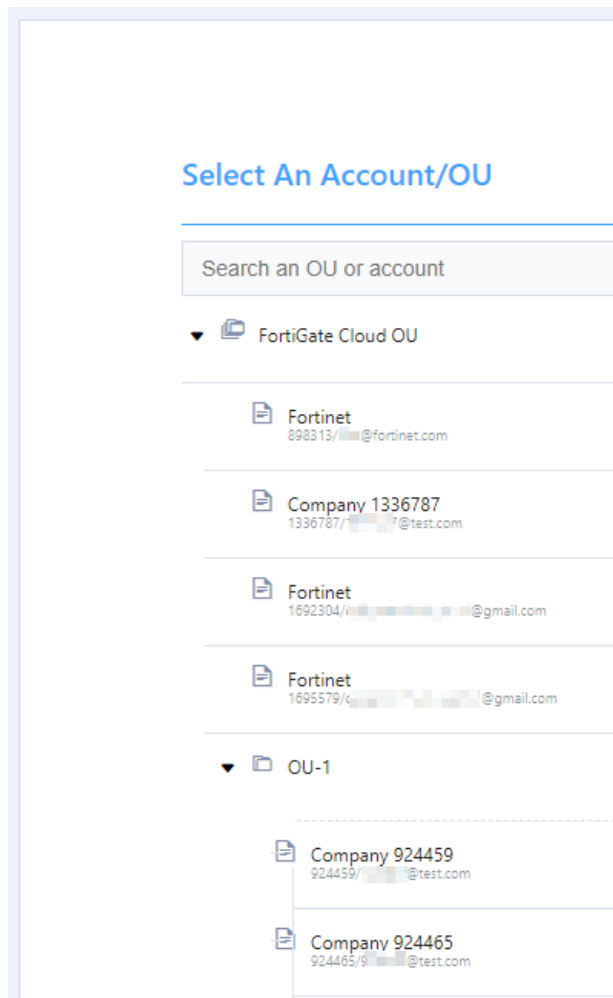 Select An Account/OU
Search an OU or account
FortiGate Cloud OU
Fortinet
898313/ @fortinet.com
Company 1336787
1336787/ @test.com
Fortinet
1692304/ @gmail.com
Fortinet
1695579/ @gmail.com
OU-1
Company 924459
924459/ @test.com
Company 924465
924465/9 @test.com